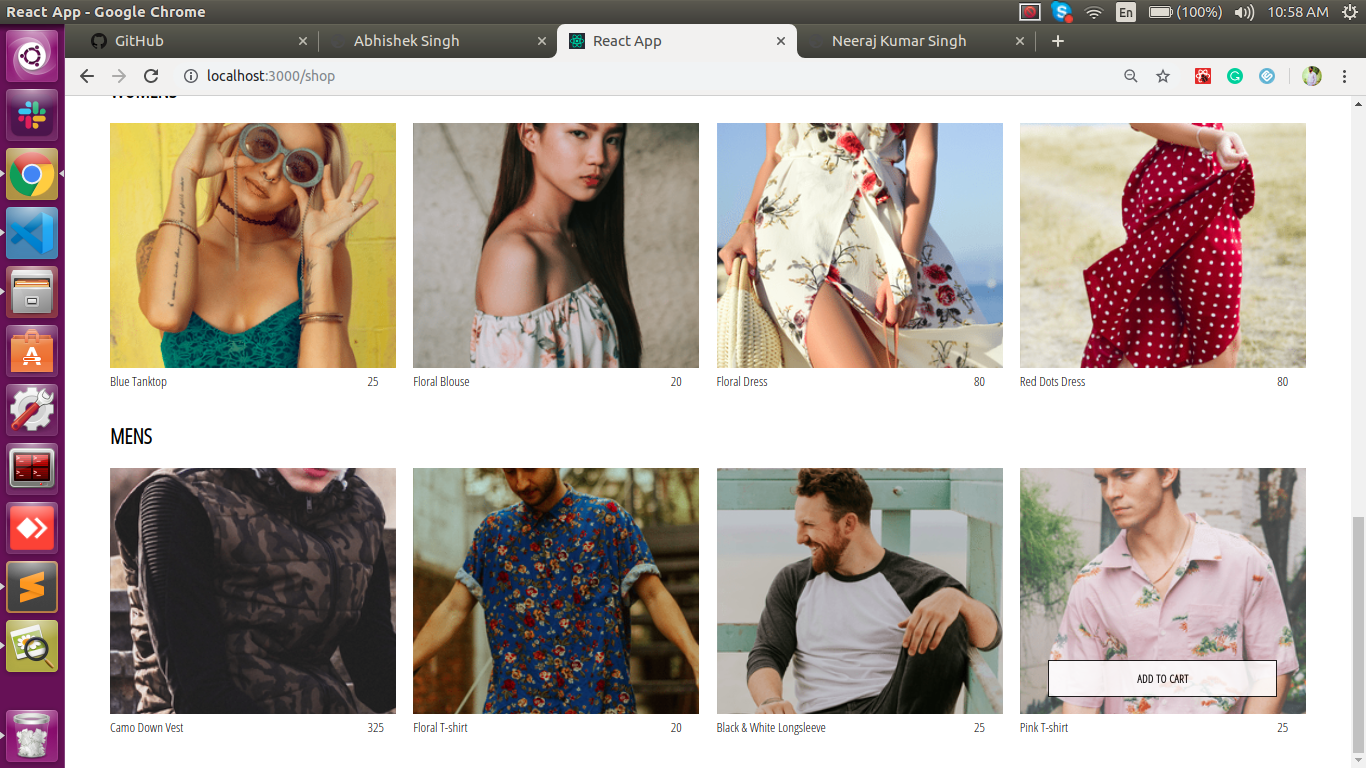 React App - Google Chrome
En
(100%)
10:58 AM
GitHub
Abhishek Singh
React App
Neeraj Kumar Singh
localhost:3000/shop
WOMENS
Blue Tanktop 25
Floral Blouse 20
Floral Dress 80
Red Dots Dress 80
MENS
ADD TO CART
Camo Down Vest 325
Floral T-shirt 20
Black & White Longsleeve 25
Pink T-shirt 25